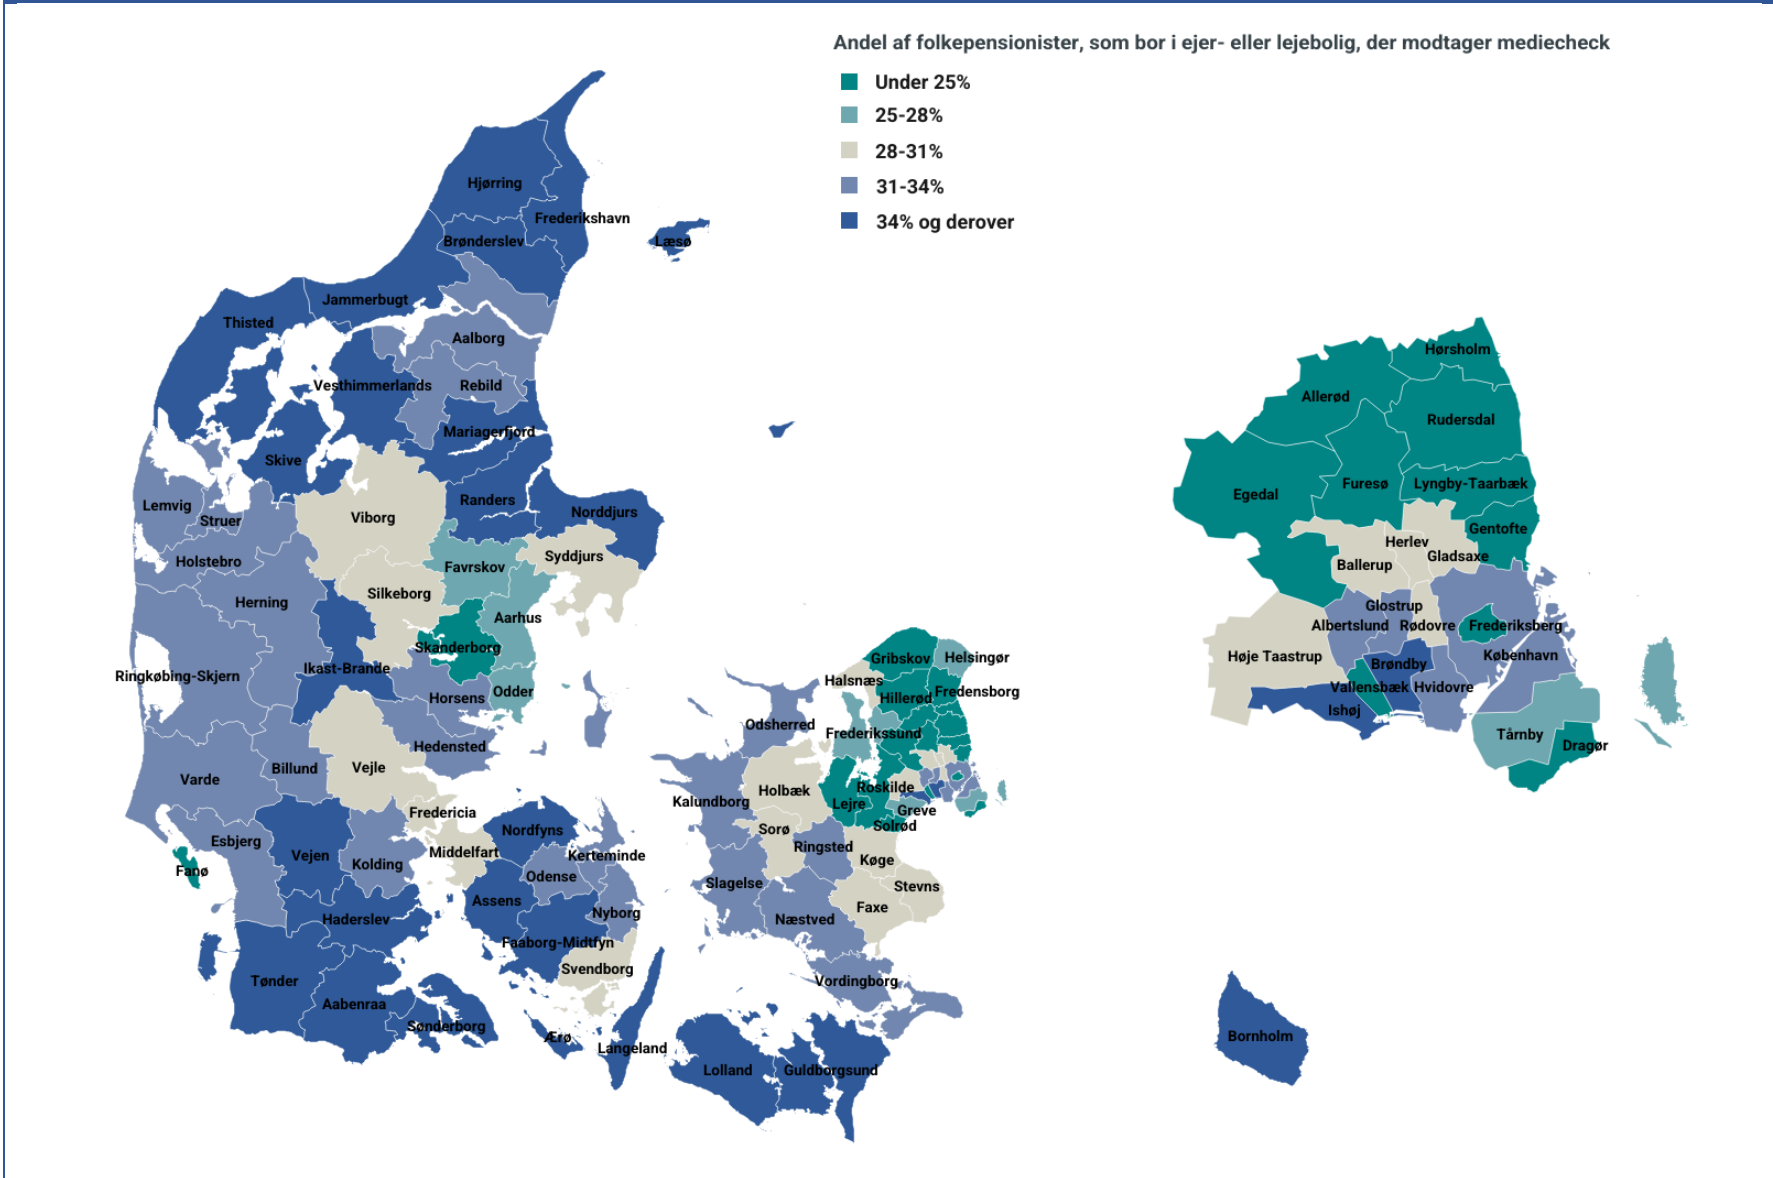 Andel af folkepensionister, som bor i ejer- eller lejebolig, der modtager mediecheck
Under 25%
25-28%
28-31%
31-34%
34% og derover
Hjørring
Frederikshavn
Brønderslev
Læsø
Jammerbugt
Thisted
Aalborg
Vesthimmerlands
Rebild
Mariagerfjord
Skive
Randers
Lemvig
Struer
Viborg
Norddjurs
Syddjurs
Holstebro
Favrskov
Silkeborg
Herning
Aarhus
Skanderborg
Ikast-Brande
Ringkøbing-Skjern
Odder
Horsens
Hedensted
Billund
Vejle
Varde
Fredericia
Esbjerg
Nordfyns
Middelfart
Kerteminde
Vejen
Kolding
Fanø
Odense
Assens
Nyborg
Haderslev
Faaborg-Midtfyn
Svendborg
Tønder
Aabenraa
Sønderborg
Ærø
Langeland
Gribskov
Helsingør
Halsnæs
Hillerød
Fredensborg
Odsherred
Frederikssund
Holbæk
Roskilde
Kalundborg
Lejre
Greve
Solrød
Sorø
Ringsted
Køge
Slagelse
Stevns
Faxe
Næstved
Vordingborg
Lolland
Guldborgsund
Hørsholm
Allerød
Rudersdal
Furesø
Lyngby-Taarbæk
Egedal
Gentofte
Herlev
Gladsaxe
Ballerup
Glostrup
Albertslund
Rødovre
Frederiksberg
Høje Taastrup
Brøndby
København
Vallensbæk
Hvidovre
Ishøj
Tårnby
Dragør
Bornholm